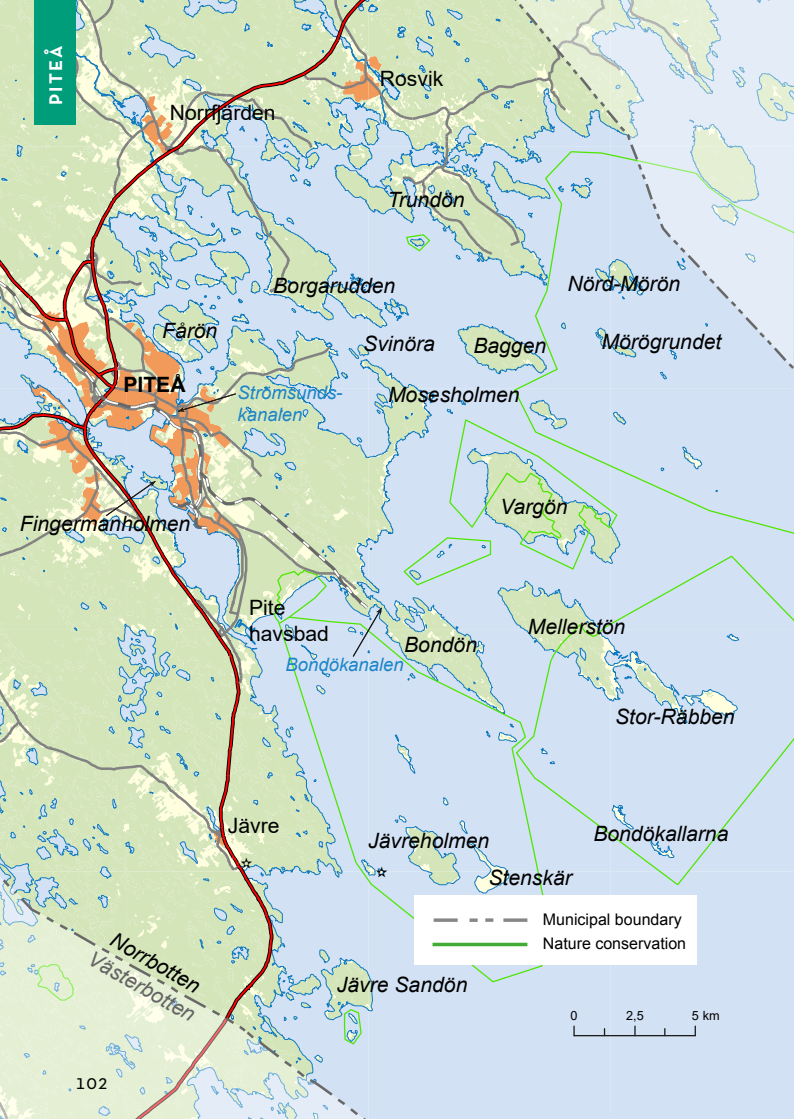 PITEÅ
Rosvik
Norrfjärden
Trundön
Borgarudden
Nörd-Mörön
Fårön
Svinöra
Baggen
Mörögrundet
PITEÅ
Strömsunds-
kanalen
Mosesholmen
Vargön
Fingermanholmen
Pite
havsbad
Bondökanalen
Bondön
Mellerstön
Stor-Räbben
Jävre
Jävreholmen
Bondökallarna
Stenskär
Municipal boundary
Nature conservation
Norrbotten
Västerbotten
Jävre Sandön
0 2,5 5 km
102